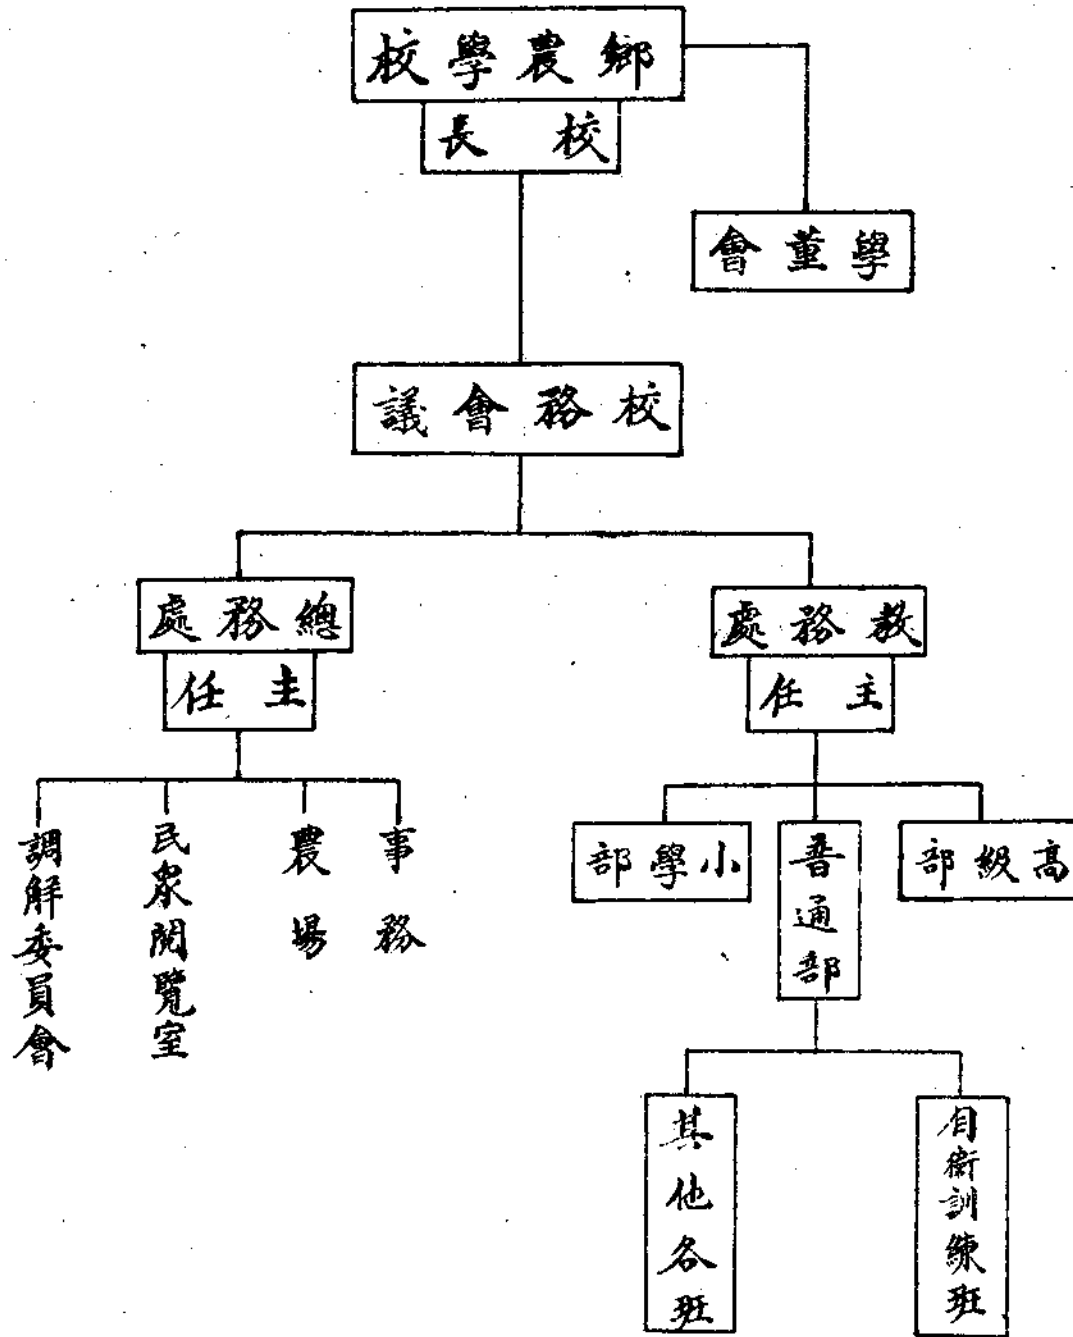 鄉農學校
校長
學董會
校務會議
教務處
主任
總務處
主任
高級部
普通部
小學部
自衛訓練班
其他各班
事務
農場
民眾閱覽室
調解委員會